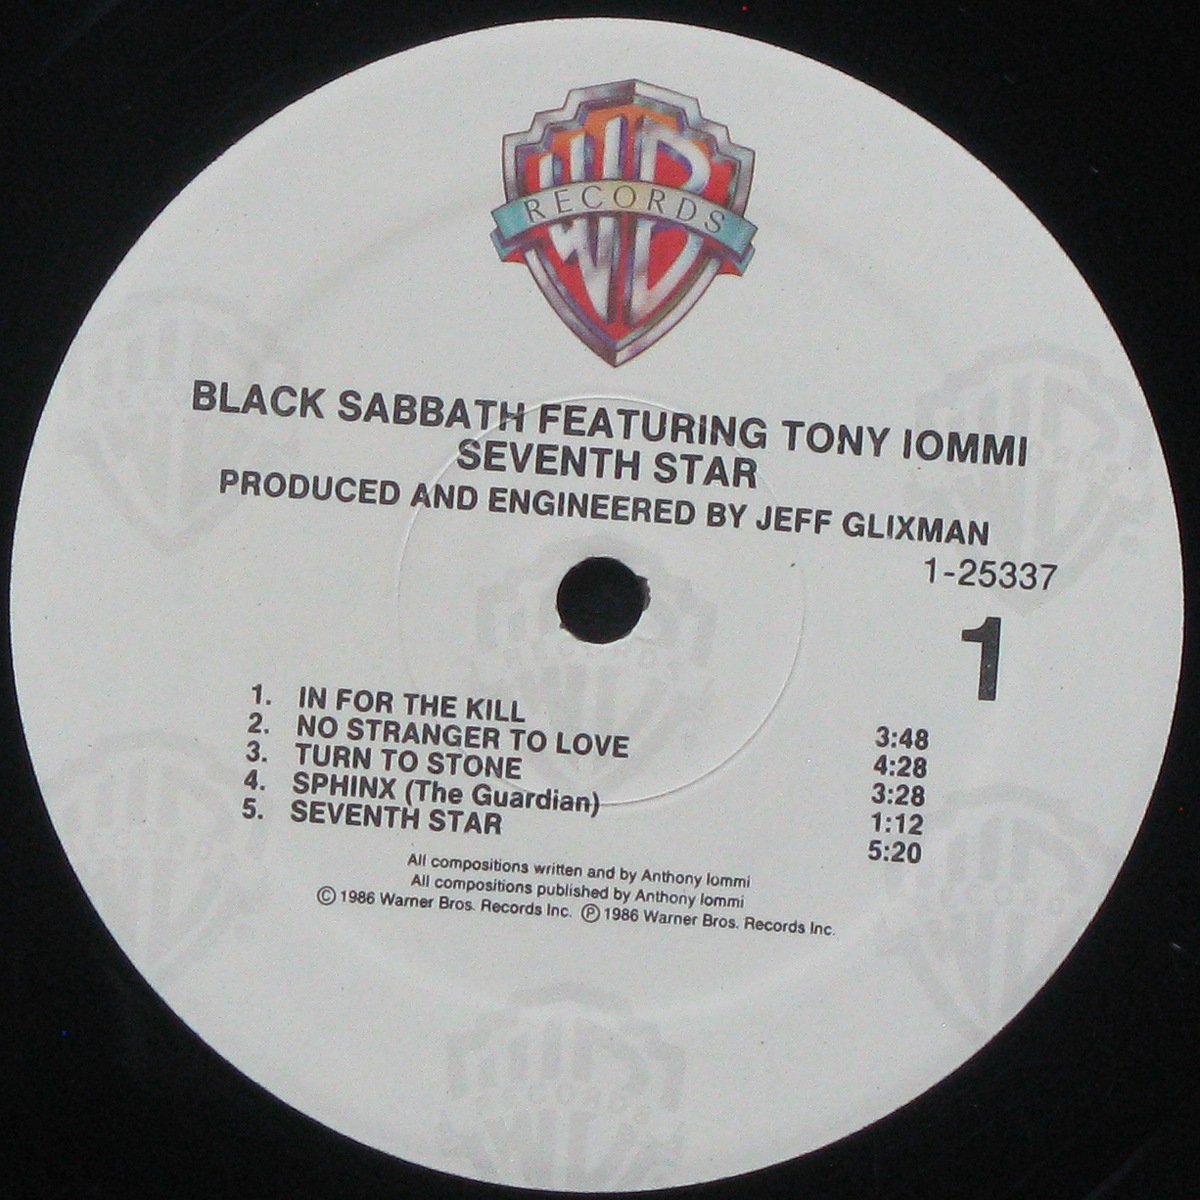 WB
RECORDS
BLACK SABBATH FEATURING TONY IOMMI
SEVENTH STAR
PRODUCED AND ENGINEERED BY JEFF GLIXMAN
1-25337
1
1. IN FOR THE KILL 3:48
2. NO STRANGER TO LOVE 4:28
3. TURN TO STONE 3:28
4. SPHINX (The Guardian) 1:12
5. SEVENTH STAR 5:20
All compositions written and by Anthony Iommi
All compositions published by Anthony Iommi
© 1986 Warner Bros. Records Inc. ℗ 1986 Warner Bros. Records Inc.